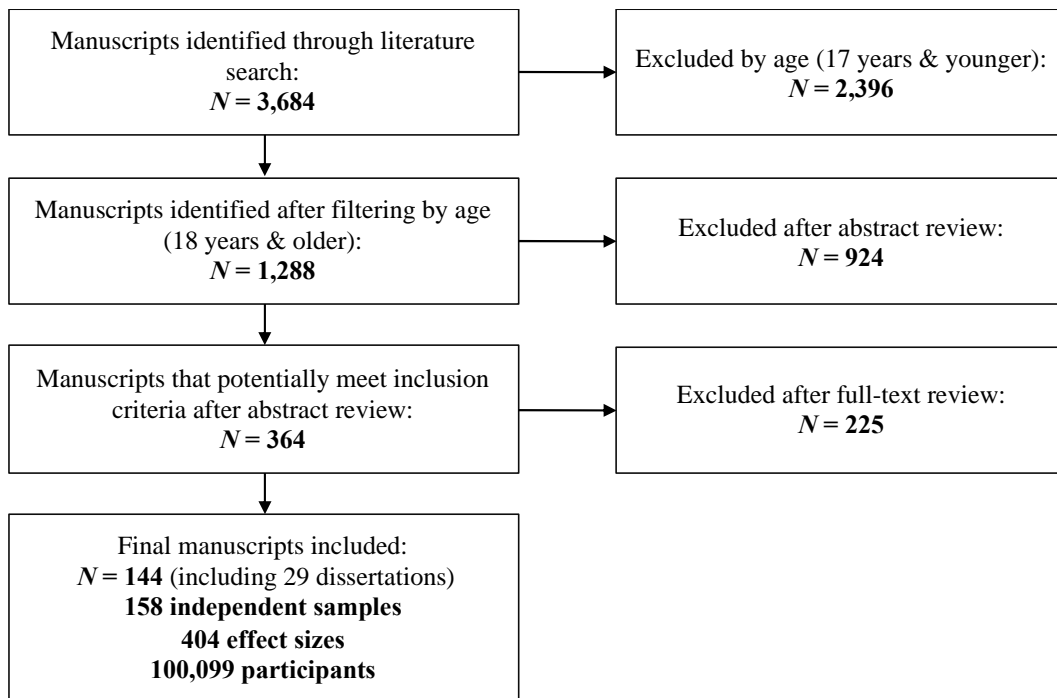 Manuscripts identified through literature
search:
N = 3,684
Excluded by age (17 years & younger):
N = 2,396
Manuscripts identified after filtering by age
(18 years & older):
N = 1,288
Excluded after abstract review:
N = 924
Manuscripts that potentially meet inclusion
criteria after abstract review:
N = 364
Excluded after full-text review:
N = 225
Final manuscripts included:
N = 144 (including 29 dissertations)
158 independent samples
404 effect sizes
100,099 participants